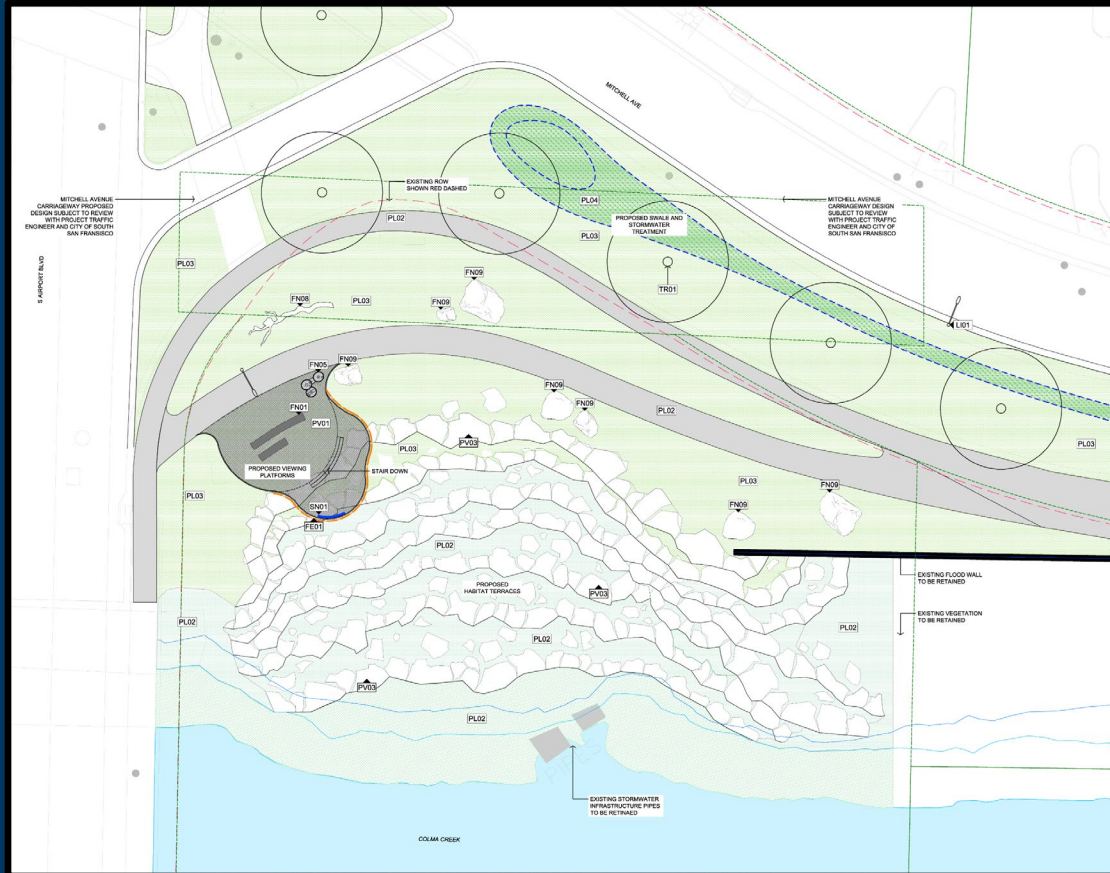 MITCHELL AVE
EXISTING ROW
SHOWN RED DASHED
MITCHELL AVENUE
CARRIAGEWAY PROPOSED
DESIGN SUBJECT TO REVIEW
WITH PROJECT TRAFFIC
ENGINEER AND CITY OF SOUTH
SAN FRANSISCO
PL04
MITCHELL AVENUE
CARRIAGEWAY DESIGN
SUBJECT TO REVIEW
WITH PROJECT TRAFFIC
ENGINEER AND CITY OF
SOUTH SAN FRANSISCO
PL02
PROPOSED SWALE AND
STORMWATER
TREATMENT
PL03
PL03
S AIRPORT BLVD
FN09
TR01
FN08
PL03
FN09
LI01
FN05
FN09
FN09
FN01
FN09
PL02
PV01
PV03
PL03
PL03
PROPOSED VIEWING
PLATFORMS
STAIR DOWN
PL03
PL03
FN09
SN01
FN09
FE01
PL02
EXISTING FLOOD WALL
TO BE RETAINED
PROPOSED
HABITAT TERRACES
PV03
EXISTING VEGETATION
TO BE RETAINED
PL02
PL02
PL02
PV03
PL02
PIPES
EXISTING STORMWATER
INFRASTRUCTURE PIPES
TO BE RETINAED
COLMA CREEK